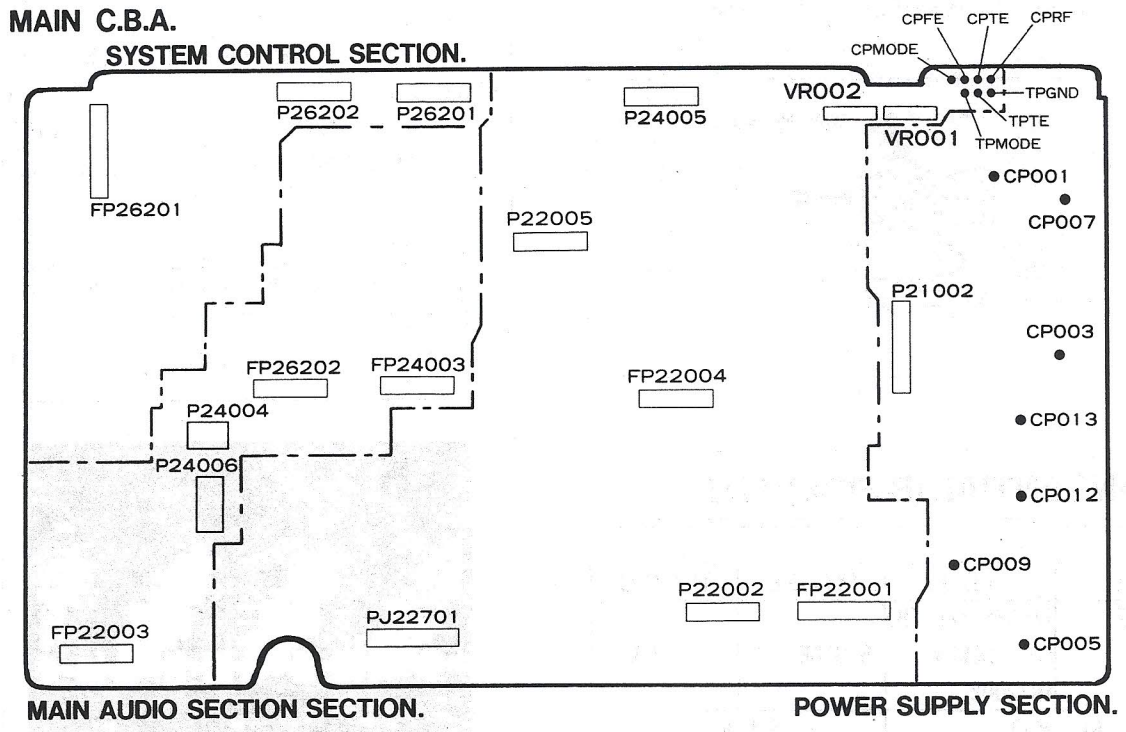 MAIN C.B.A.
SYSTEM CONTROL SECTION.
CPFE
CPTE
CPRF
CPMODE
TPGND
TPTE
TPMODE
VR002
VR001
P26202
P26201
P24005
FP26201
CP001
CP007
P22005
P21002
CP003
FP26202
FP24003
FP22004
P24004
CP013
P24006
CP012
CP009
P22002
FP22001
FP22003
PJ22701
CP005
MAIN AUDIO SECTION SECTION.
POWER SUPPLY SECTION.